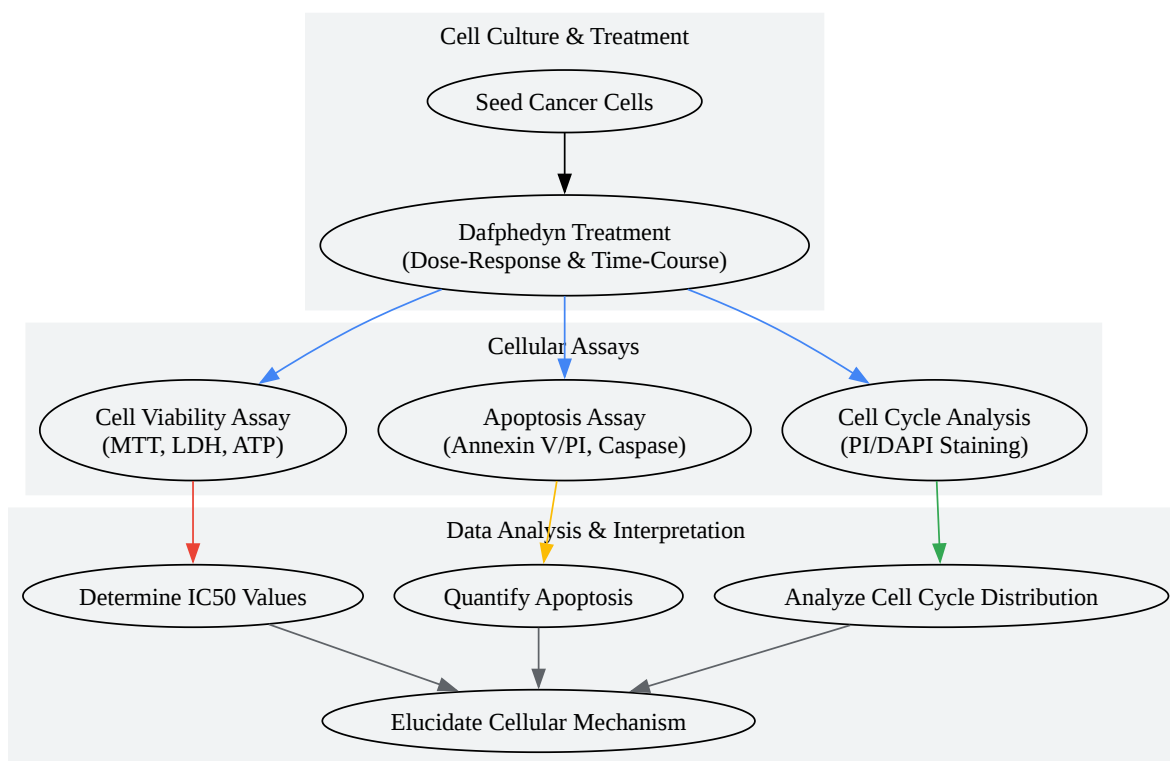 Cell Culture & Treatment
Seed Cancer Cells
Dafphedyn Treatment
(Dose-Response & Time-Course)
Cellular Assays
Cell Viability Assay
(MTT, LDH, ATP)
Apoptosis Assay
(Annexin V/PI, Caspase)
Cell Cycle Analysis
(PI/DAPI Staining)
Data Analysis & Interpretation
Determine IC50 Values
Quantify Apoptosis
Analyze Cell Cycle Distribution
Elucidate Cellular Mechanism